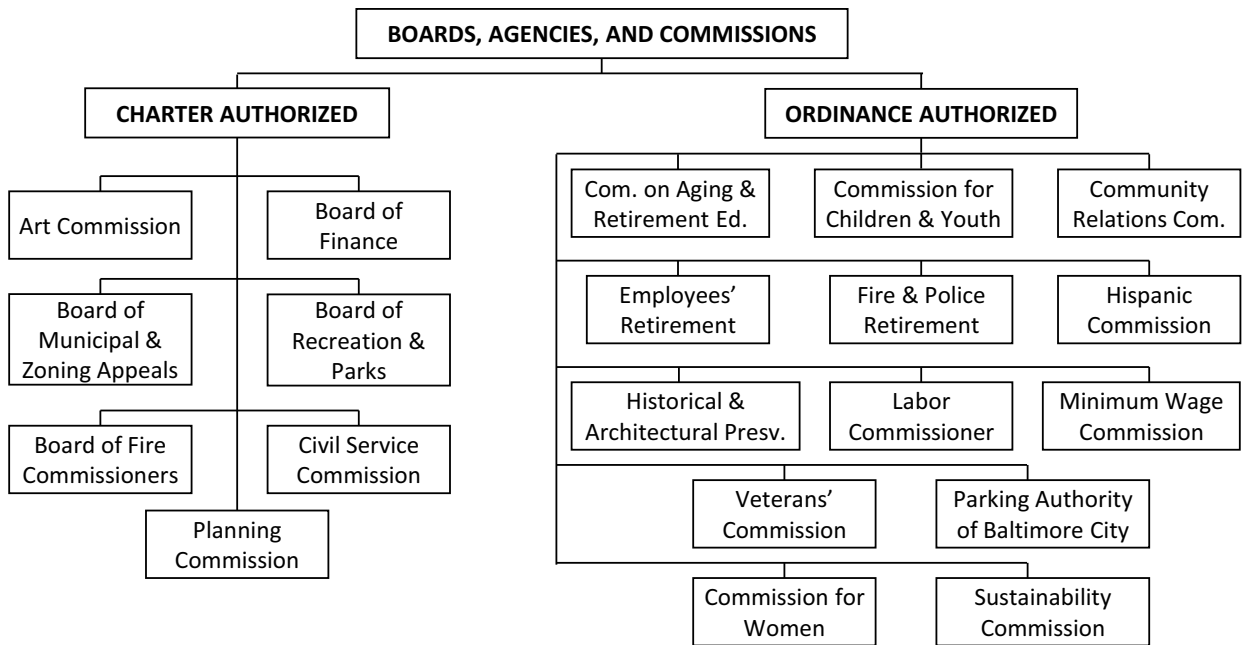 BOARDS, AGENCIES, AND COMMISSIONS
CHARTER AUTHORIZED
Art Commission
Board of
Finance
Board of
Municipal &
Zoning Appeals
Board of
Recreation &
Parks
Board of Fire
Commissioners
Civil Service
Commission
Planning
Commission
ORDINANCE AUTHORIZED
Com. on Aging &
Retirement Ed.
Commission for
Children & Youth
Community
Relations Com.
Employees’
Retirement
Fire & Police
Retirement
Hispanic
Commission
Historical &
Architectural Presv.
Labor
Commissioner
Minimum Wage
Commission
Veterans’
Commission
Parking Authority
of Baltimore City
Commission for
Women
Sustainability
Commission